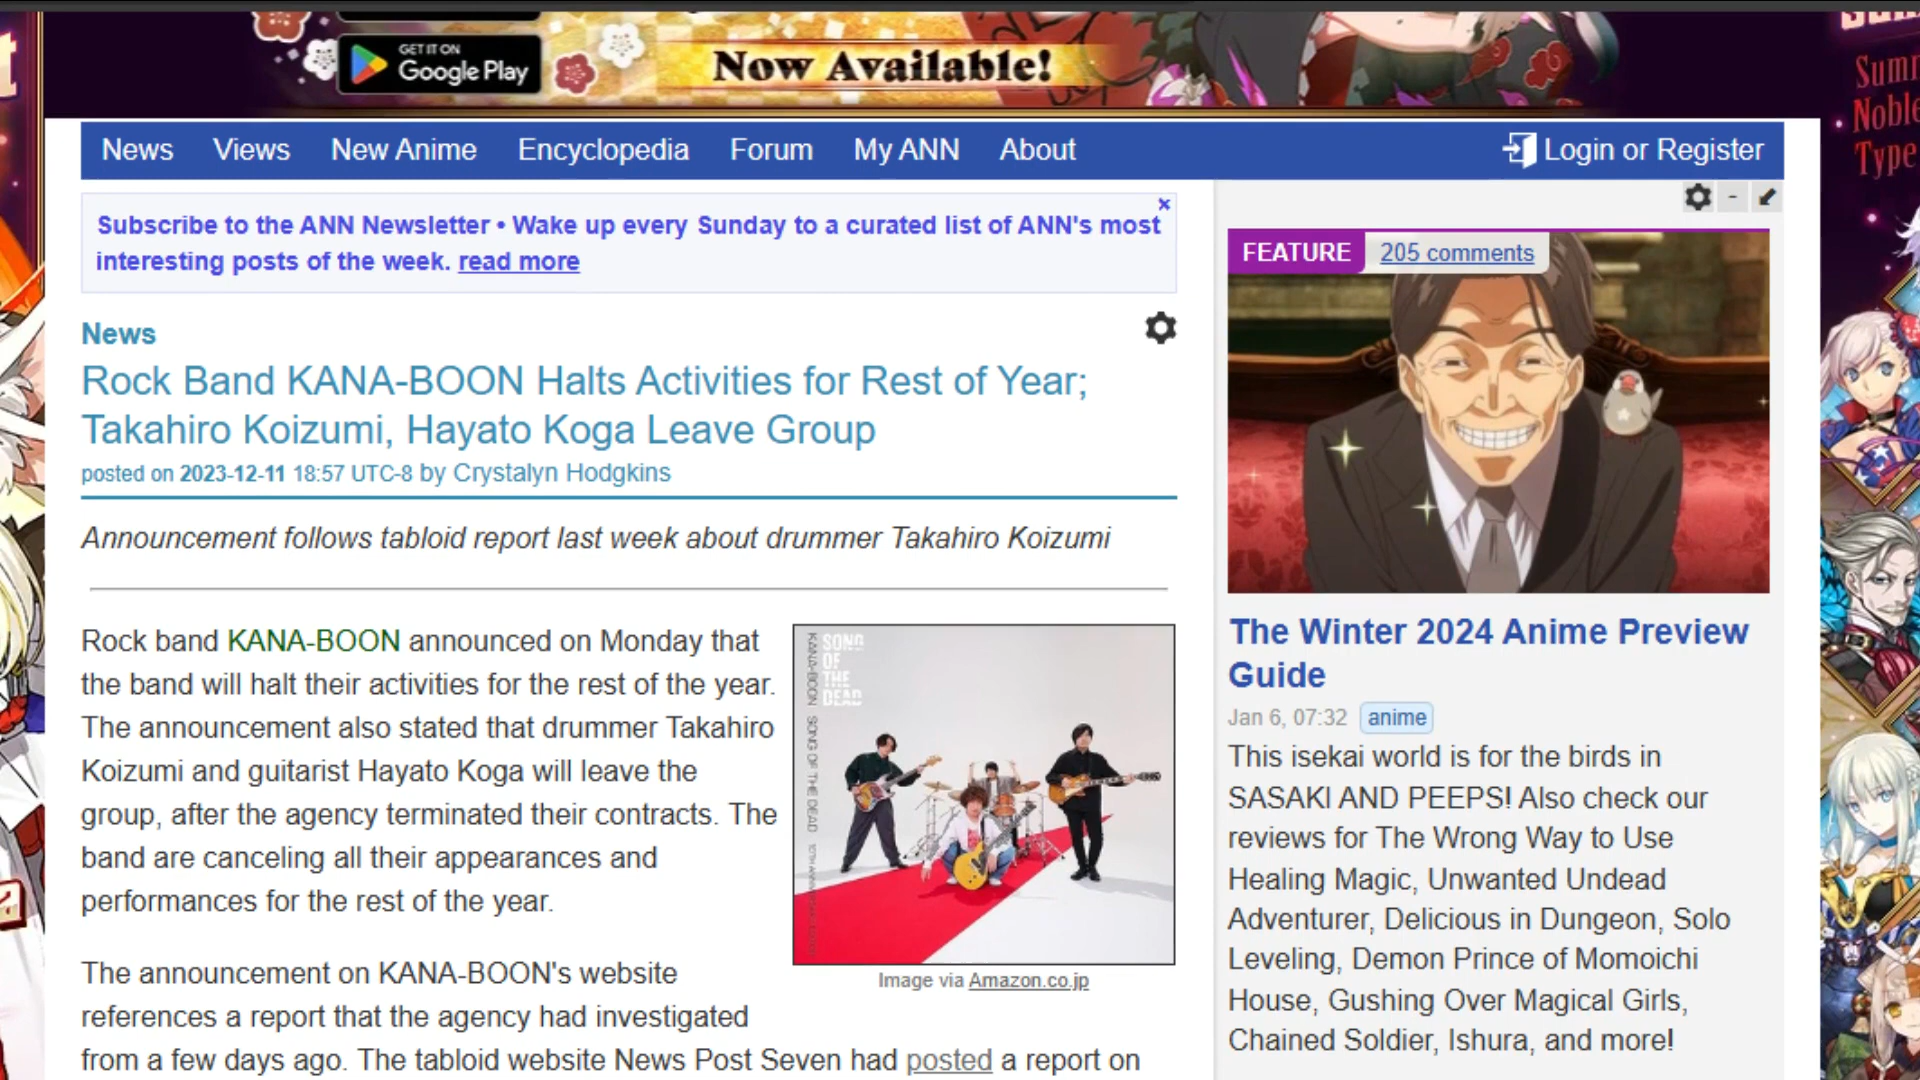 GET IT ON
Google Play
Now Available!
Summ
Noble
Type
News Views New Anime Encyclopedia Forum My ANN About
Login or Register
Subscribe to the ANN Newsletter • Wake up every Sunday to a curated list of ANN's most
interesting posts of the week. read more
News
Rock Band KANA-BOON Halts Activities for Rest of Year;
Takahiro Koizumi, Hayato Koga Leave Group
posted on 2023-12-11 18:57 UTC-8 by Crystalyn Hodgkins
Announcement follows tabloid report last week about drummer Takahiro Koizumi
Rock band KANA-BOON announced on Monday that
the band will halt their activities for the rest of the year.
The announcement also stated that drummer Takahiro
Koizumi and guitarist Hayato Koga will leave the
group, after the agency terminated their contracts. The
band are canceling all their appearances and
performances for the rest of the year.
The announcement on KANA-BOON's website
references a report that the agency had investigated
from a few days ago. The tabloid website News Post Seven had posted a report on
SONG
OF
THE
DEAD
KANA-BOON SONG OF THE DEAD
Image via Amazon.co.jp
FEATURE
205 comments
The Winter 2024 Anime Preview
Guide
Jan 6, 07:32 anime
This isekai world is for the birds in
SASAKI AND PEEPS! Also check our
reviews for The Wrong Way to Use
Healing Magic, Unwanted Undead
Adventurer, Delicious in Dungeon, Solo
Leveling, Demon Prince of Momoichi
House, Gushing Over Magical Girls,
Chained Soldier, Ishura, and more!